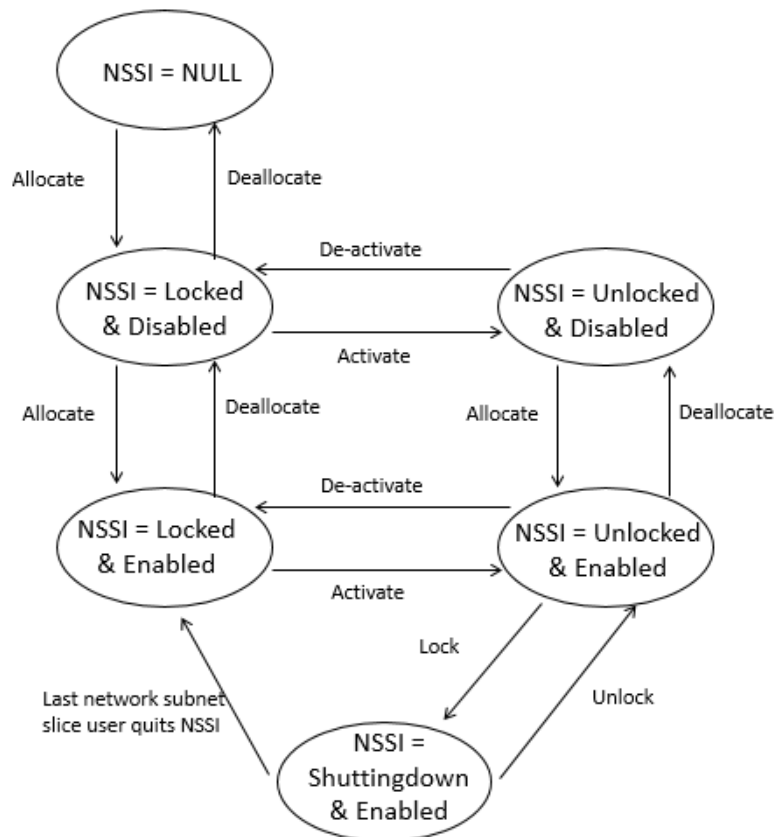 NSSI = NULL
Allocate
Deallocate
De-activate
NSSI = Locked
& Disabled
NSSI = Unlocked
& Disabled
Activate
Allocate
Deallocate
Allocate
Deallocate
De-activate
NSSI = Locked
& Enabled
NSSI = Unlocked
& Enabled
Activate
Lock
Last network subnet
slice user quits NSSI
Unlock
NSSI =
Shuttingdown
& Enabled